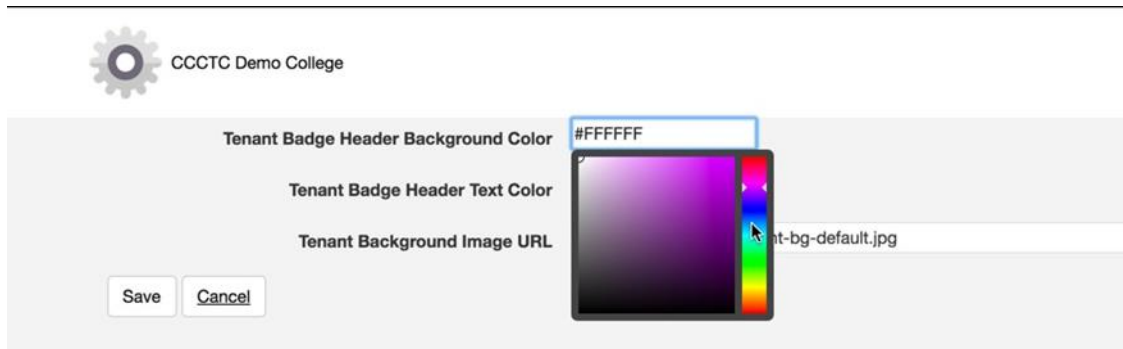 CCCTC Demo College
Tenant Badge Header Background Color #FFFFFF
Tenant Badge Header Text Color
Tenant Background Image URL nt-bg-default.jpg
Save Cancel